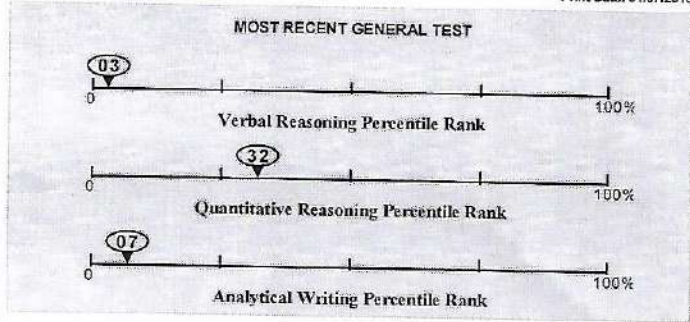 MOST RECENT GENERAL TEST
03
0 100%
Verbal Reasoning Percentile Rank
32
0 100%
Quantitative Reasoning Percentile Rank
07
0 100%
Analytical Writing Percentile Rank